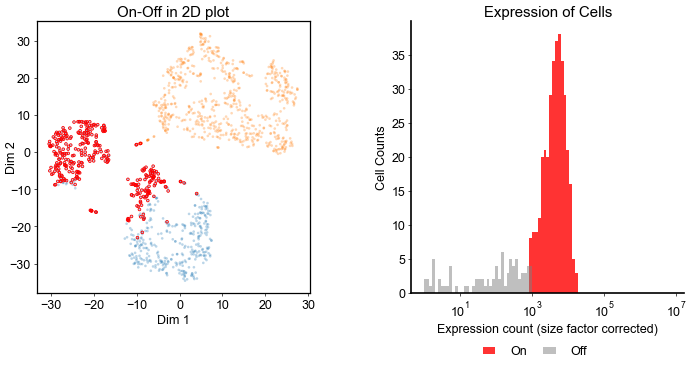 On-Off in 2D plot
30
20
10
0
−10
−20
−30
Dim 2
−30 −20 −10 0 10 20 30
Dim 1
Expression of Cells
35
30
25
20
15
10
5
0
Cell Counts
10^1 10^3 10^5 10^7
Expression count (size factor corrected)
On Off